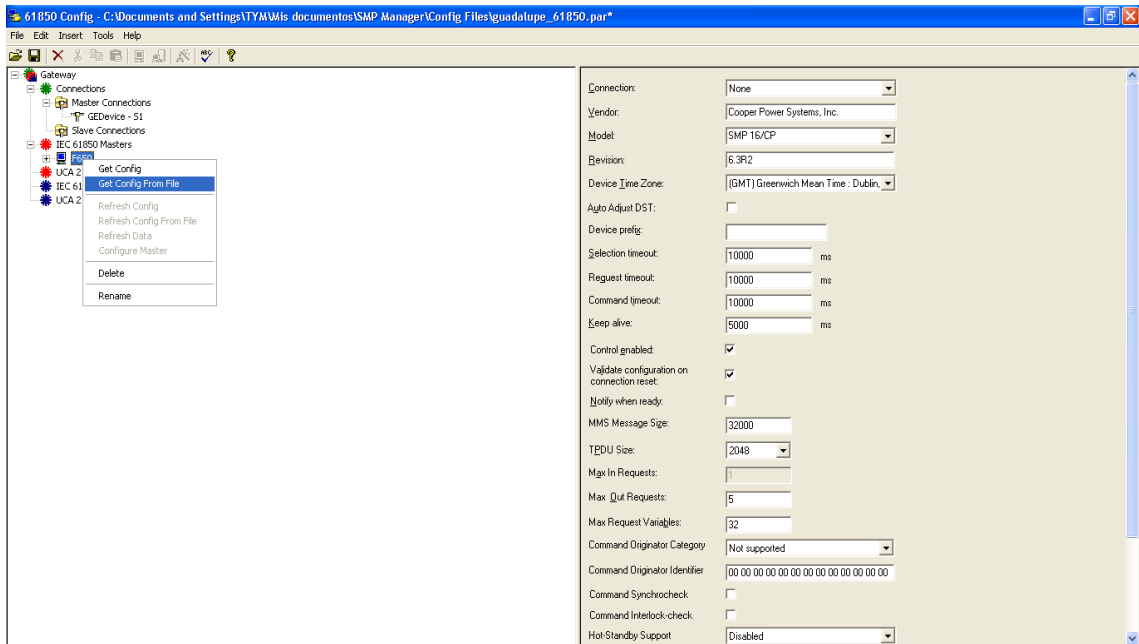 61850 Config - C:\Documents and Settings\TYM\Mis documentos\SMP Manager\Config Files\guadalupe_61850.par*
File Edit Insert Tools Help
Gateway
Connections
Master Connections
GEDevice - S1
Slave Connections
IEC 61850 Masters
F650
UCA 2
IEC 61
UCA 2
Get Config
Get Config From File
Refresh Config
Refresh Config From File
Refresh Data
Configure Master
Delete
Rename
Connection: None
Vendor: Cooper Power Systems, Inc.
Model: SMP 16/CP
Revision: 6.3R2
Device Time Zone: (GMT) Greenwich Mean Time : Dublin,
Auto Adjust DST:
Device prefix:
Selection timeout: 10000 ms
Request timeout: 10000 ms
Command timeout: 10000 ms
Keep alive: 5000 ms
Control enabled:
Validate configuration on
connection reset:
Notify when ready:
MMS Message Size: 32000
TPDU Size: 2048
Max In Requests: 1
Max Out Requests: 5
Max Request Variables: 32
Command Originator Category Not supported
Command Originator Identifier 00 00 00 00 00 00 00 00 00 00 00 00
Command Synchrocheck
Command Interlock-check
Hot-Standby Support Disabled